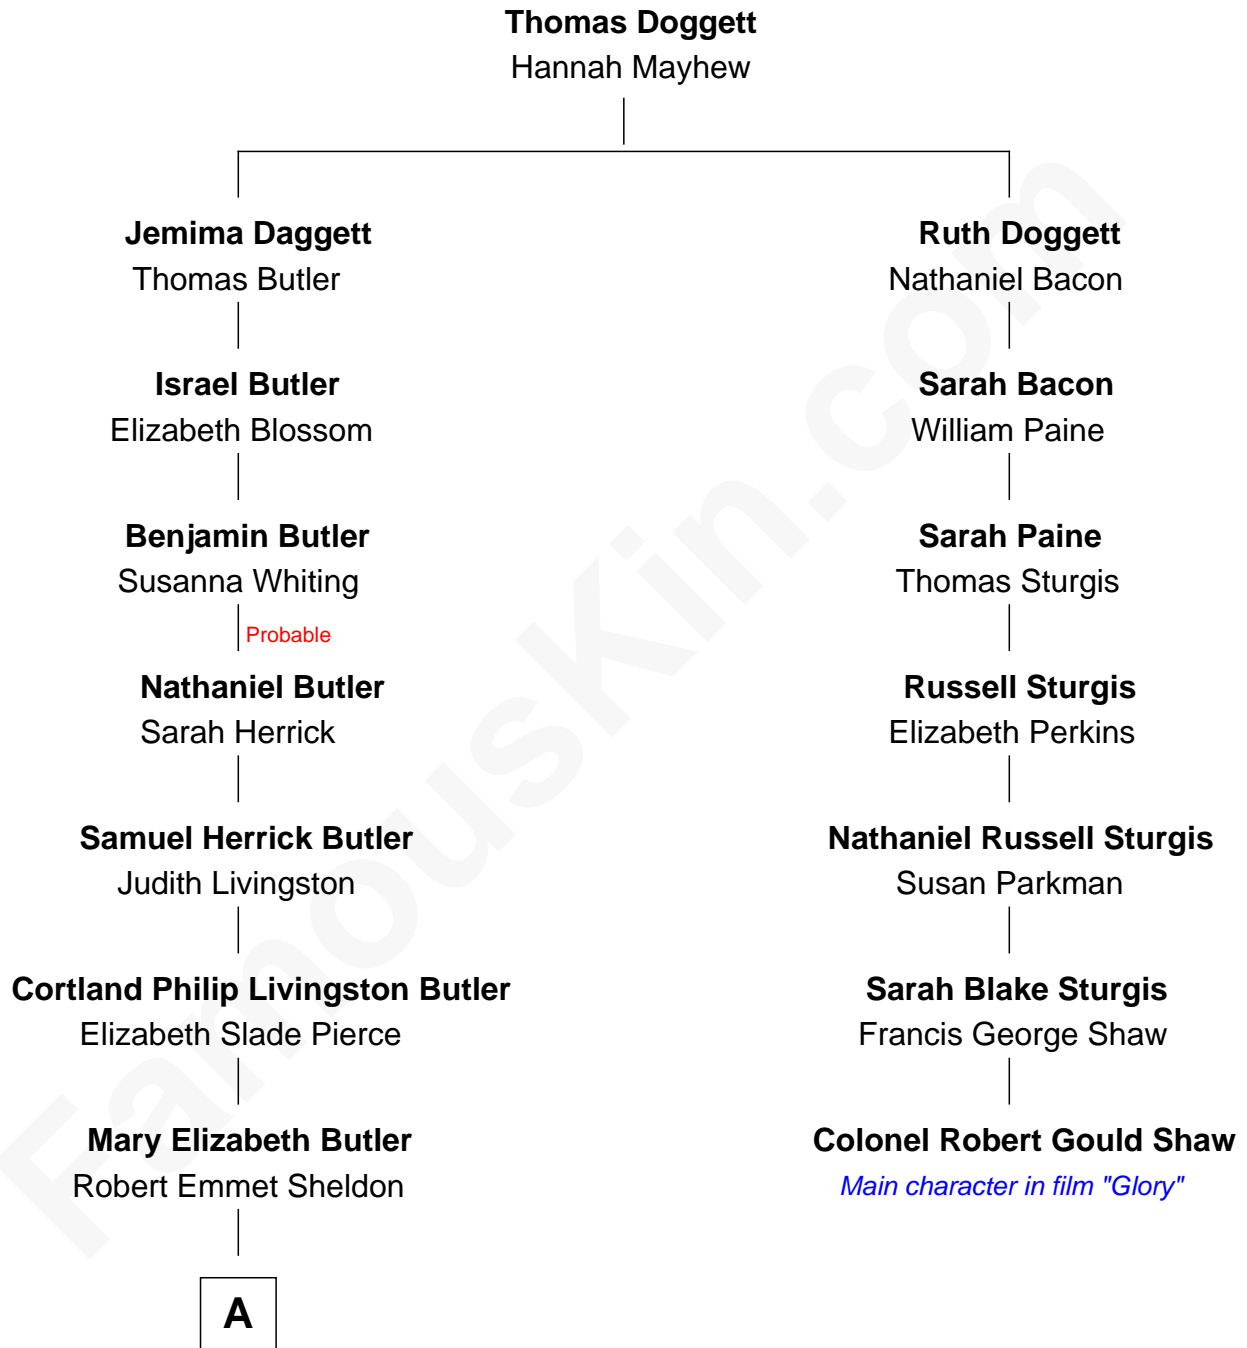 Thomas Doggett
Hannah Mayhew
Jemima Daggett
Thomas Butler
Ruth Doggett
Nathaniel Bacon
Israel Butler
Elizabeth Blossom
Sarah Bacon
William Paine
Benjamin Butler
Susanna Whiting
Sarah Paine
Thomas Sturgis
Probable
Nathaniel Butler
Sarah Herrick
Russell Sturgis
Elizabeth Perkins
Samuel Herrick Butler
Judith Livingston
Nathaniel Russell Sturgis
Susan Parkman
Cortland Philip Livingston Butler
Elizabeth Slade Pierce
Sarah Blake Sturgis
Francis George Shaw
Mary Elizabeth Butler
Robert Emmet Sheldon
Colonel Robert Gould Shaw
Main character in film "Glory"
A
FamousKin.com